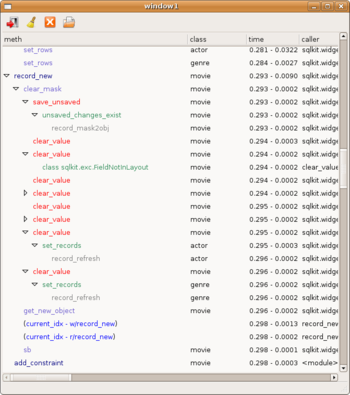 window1
meth class time caller
set_rows actor 0.281 - 0.0322 sqlkit.widge
set_rows genre 0.284 - 0.0027 sqlkit.widge
record_new movie 0.293 - 0.0090 sqlkit.widge
clear_mask movie 0.293 - 0.0002 sqlkit.widge
save_unsaved movie 0.293 - 0.0002 sqlkit.widge
unsaved_changes_exist movie 0.293 - 0.0002 sqlkit.widge
record_mask2obj movie 0.293 - 0.0002 sqlkit.widge
clear_value movie 0.294 - 0.0003 sqlkit.widge
clear_value movie 0.294 - 0.0002 sqlkit.widge
class sqlkit.exc.FieldNotInLayout movie 0.294 - 0.0002 clear_value
clear_value movie 0.294 - 0.0002 sqlkit.widge
clear_value movie 0.294 - 0.0002 sqlkit.widge
clear_value movie 0.295 - 0.0002 sqlkit.widge
clear_value movie 0.295 - 0.0002 sqlkit.widge
clear_value movie 0.295 - 0.0002 sqlkit.widge
set_records actor 0.295 - 0.0003 sqlkit.widge
record_refresh actor 0.296 - 0.0002 sqlkit.widge
clear_value movie 0.296 - 0.0002 sqlkit.widge
set_records genre 0.296 - 0.0002 sqlkit.widge
record_refresh genre 0.296 - 0.0002 sqlkit.widge
get_new_object movie 0.296 - 0.0002 sqlkit.widge
(current_idx - w/record_new) 0.298 - 0.0013 record_nev
(current_idx - r/record_new) 0.298 - 0.0002 record_nev
sb movie 0.298 - 0.0001 sqlkit.widge
add_constraint movie 0.298 - 0.0003 <module>